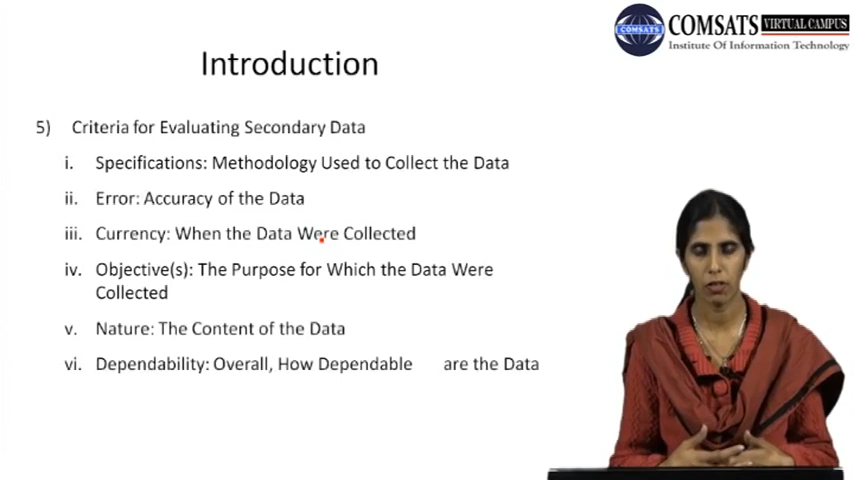 COMSATS VIRTUAL CAMPUS
COMSATS
Institute Of Information Technology
Introduction
5) Criteria for Evaluating Secondary Data
i. Specifications: Methodology Used to Collect the Data
ii. Error: Accuracy of the Data
iii. Currency: When the Data Were Collected
iv. Objective(s): The Purpose for Which the Data Were
Collected
v. Nature: The Content of the Data
vi. Dependability: Overall, How Dependable are the Data